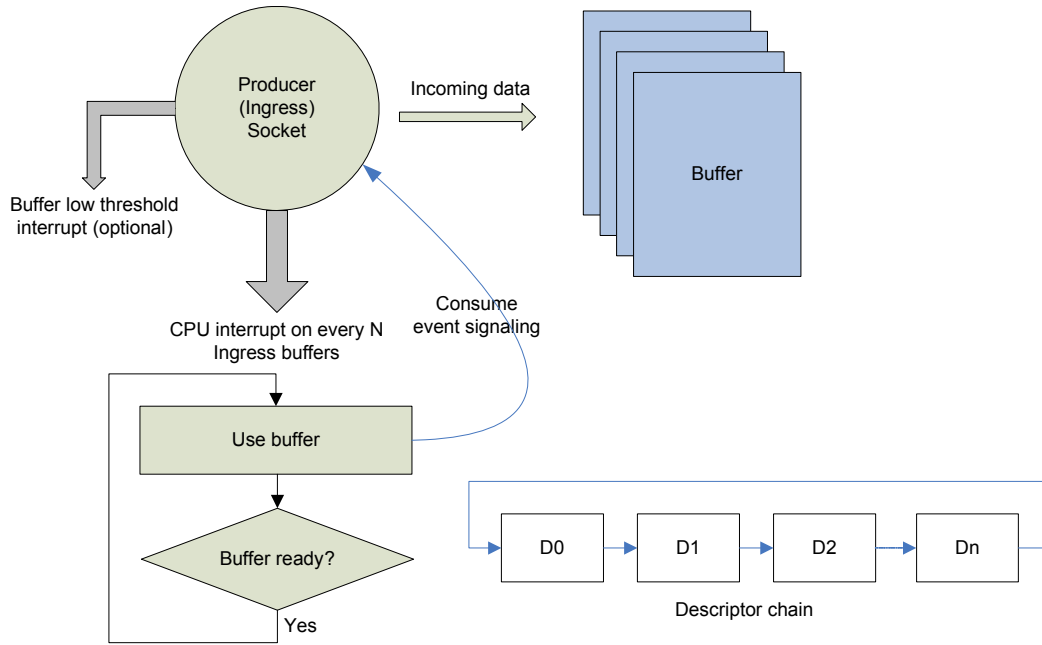 Producer
(Ingress)
Socket
Incoming data
Buffer
Buffer low threshold
interrupt (optional)
Consume
event signaling
CPU interrupt on every N
Ingress buffers
Use buffer
Buffer ready?
Yes
D0
D1
D2
Dn
Descriptor chain